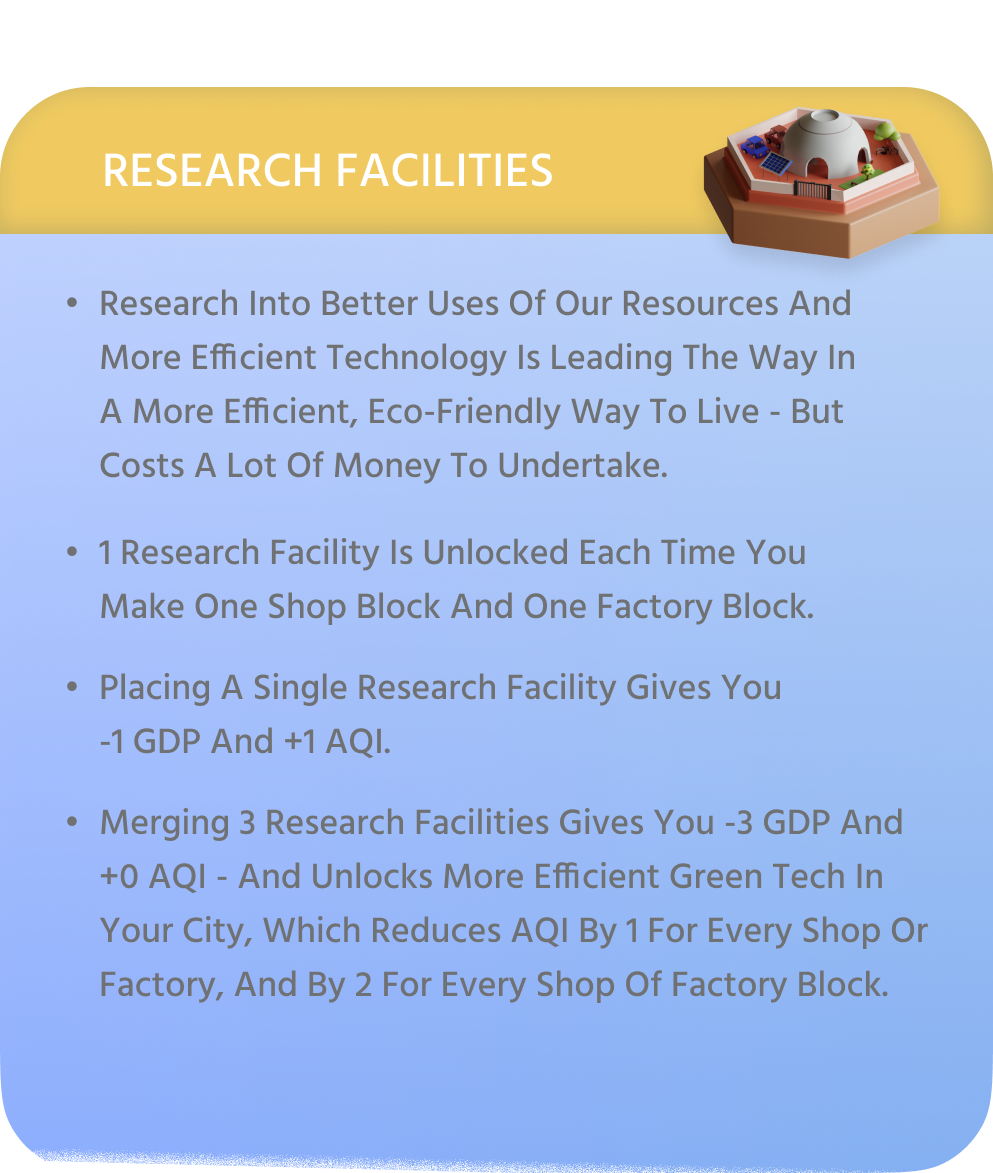 RESEARCH FACILITIES
• Research Into Better Uses Of Our Resources And
More Efficient Technology Is Leading The Way In
A More Efficient, Eco-Friendly Way To Live - But
Costs A Lot Of Money To Undertake.
• 1 Research Facility Is Unlocked Each Time You
Make One Shop Block And One Factory Block.
• Placing A Single Research Facility Gives You
-1 GDP And +1 AQI.
• Merging 3 Research Facilities Gives You -3 GDP And
+0 AQI - And Unlocks More Efficient Green Tech In
Your City, Which Reduces AQI By 1 For Every Shop Or
Factory, And By 2 For Every Shop Of Factory Block.